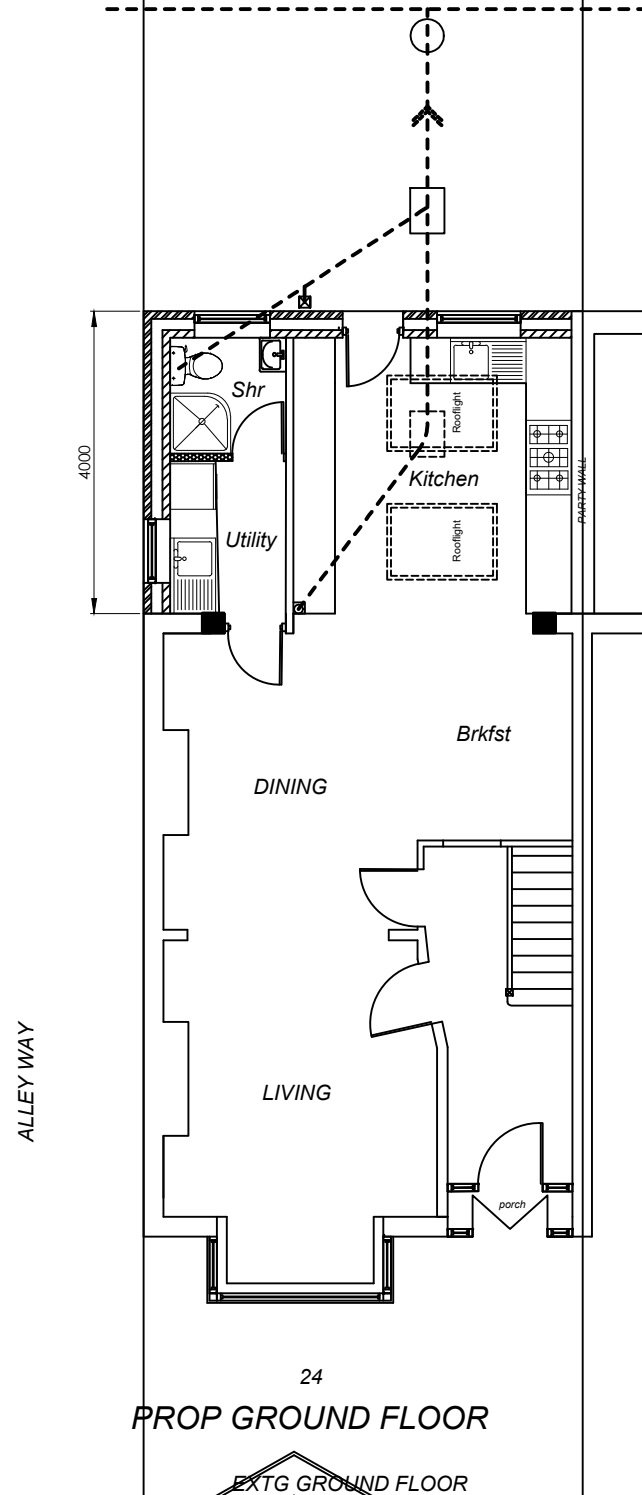 Shr
Rooflight
Kitchen
4000
PARTY WALL
Utility
Rooflight
Brkfst
DINING
ALLEY WAY
LIVING
porch
24
PROP GROUND FLOOR
EXTG GROUND FLOOR